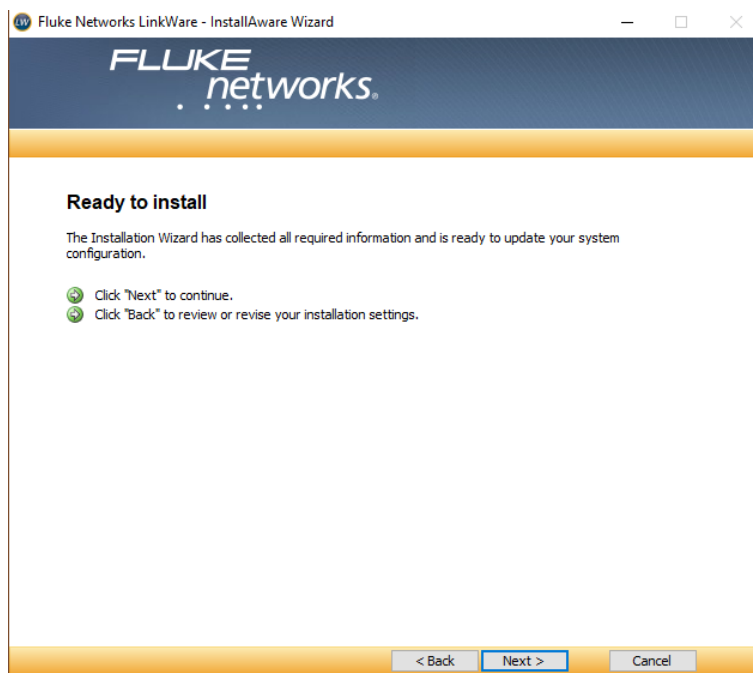 LW Fluke Networks LinkWare - InstallAware Wizard
FLUKE
networks®
Ready to install
The Installation Wizard has collected all required information and is ready to update your system
configuration.
Click "Next" to continue.
Click "Back" to review or revise your installation settings.
< Back Next > Cancel